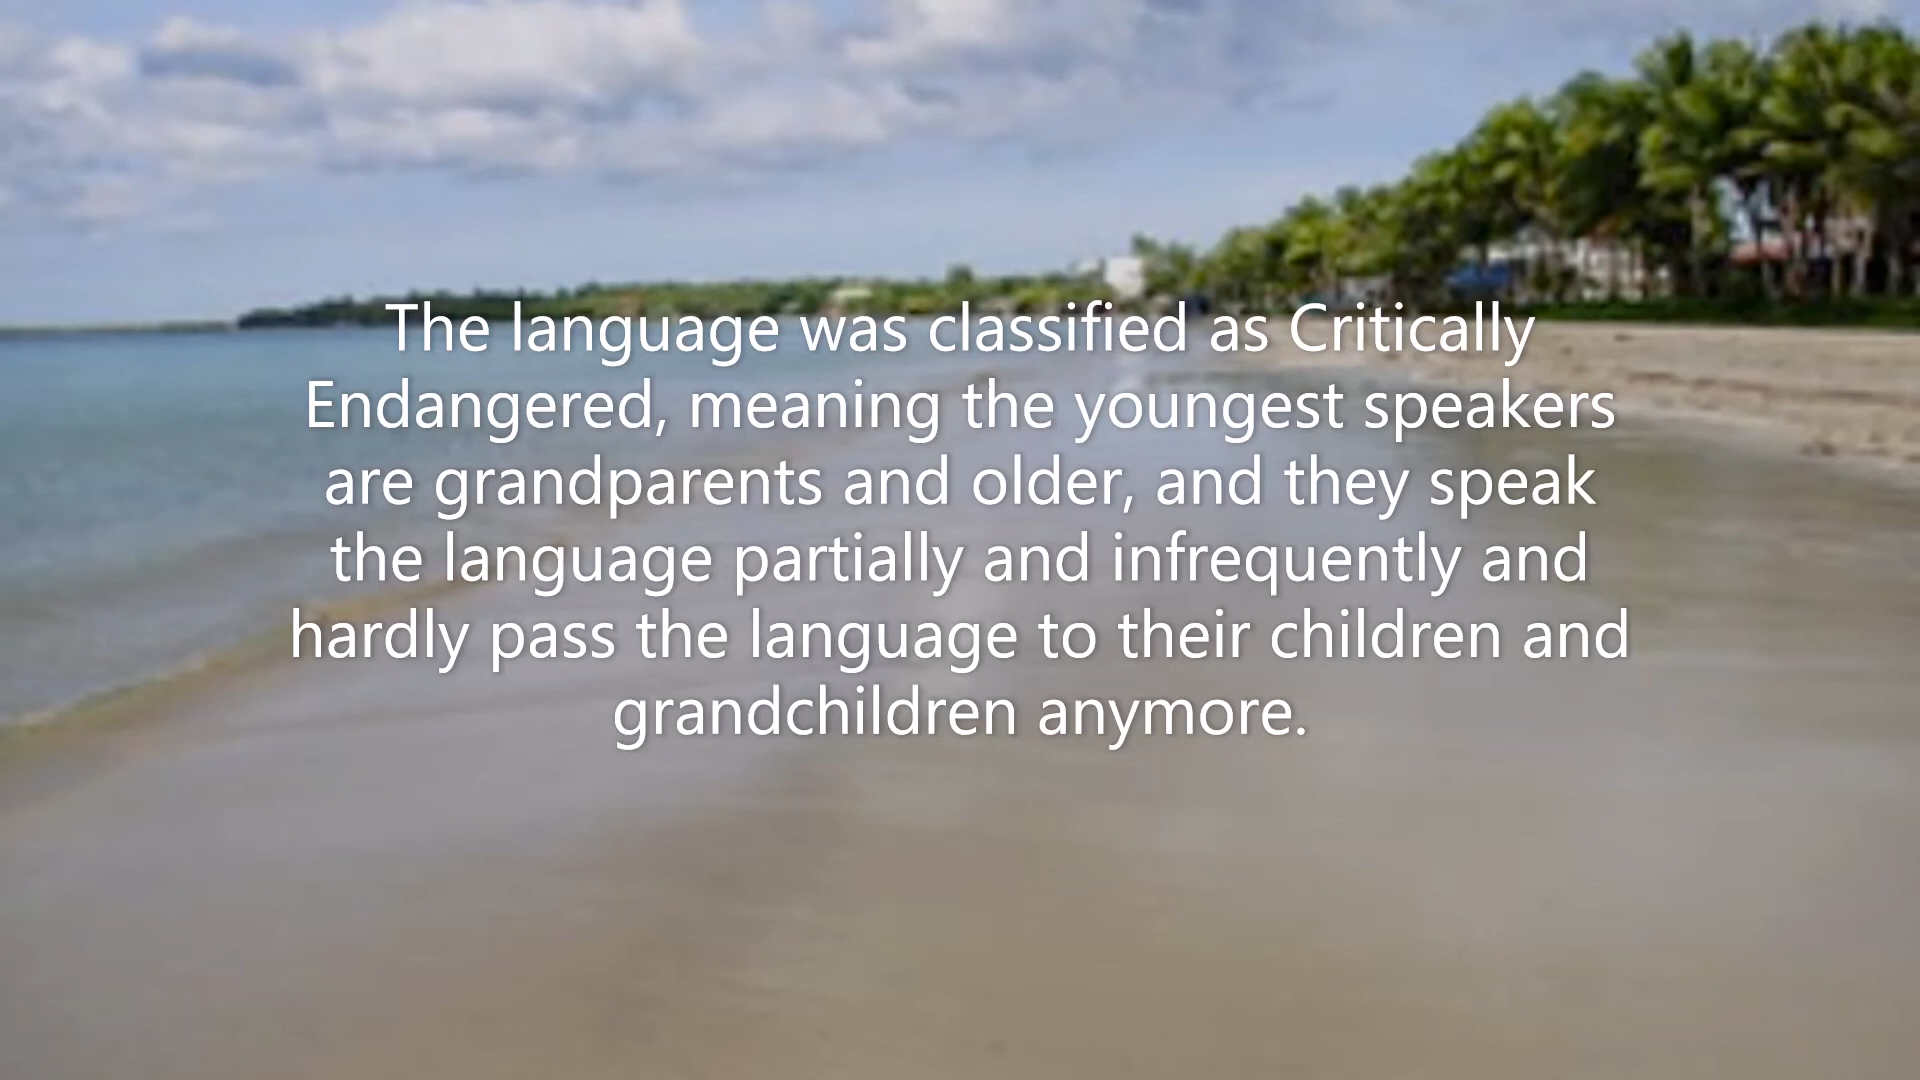 The language was classified as Critically
Endangered, meaning the youngest speakers
are grandparents and older, and they speak
the language partially and infrequently and
hardly pass the language to their children and
grandchildren anymore.